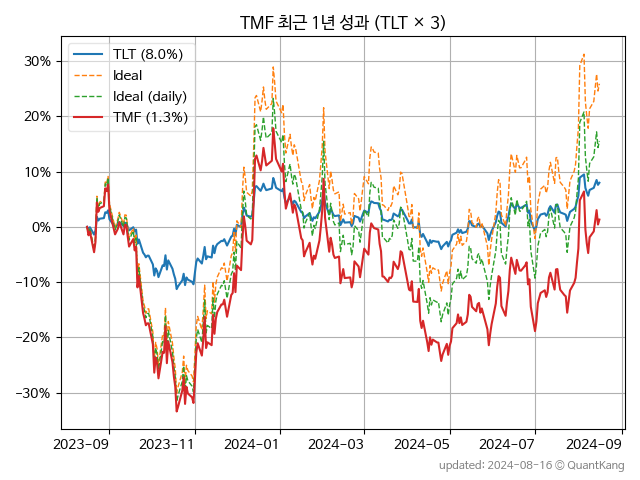 TMF 최근 1년 성과 (TLT × 3)
TLT (8.0%)
Ideal
Ideal (daily)
TMF (1.3%)
30%
20%
10%
0%
−10%
−20%
−30%
2023-09 2023-11 2024-01 2024-03 2024-05 2024-07 2024-09
updated: 2024-08-16 © QuantKang